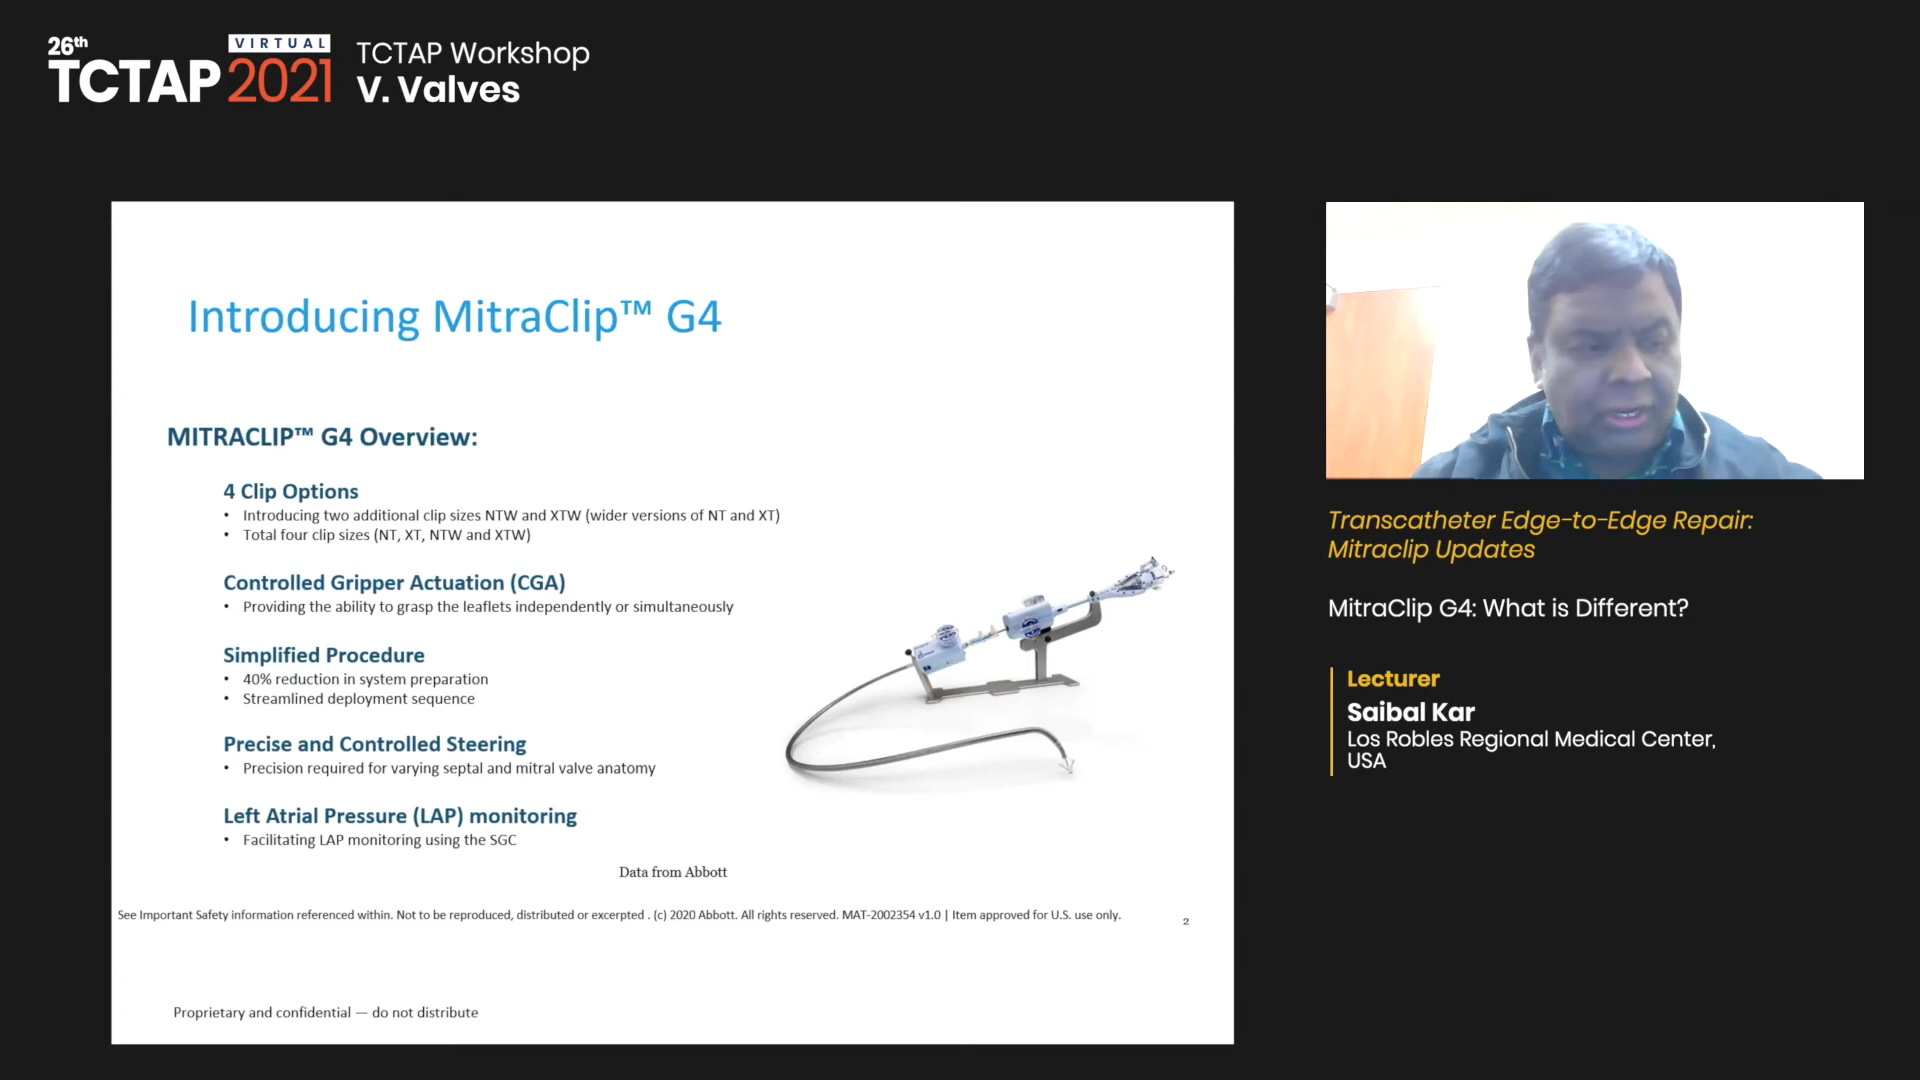 26th
VIRTUAL
TCTAP 2021
TCTAP Workshop
V. Valves
Introducing MitraClip™ G4
MITRACLIP™ G4 Overview:
4 Clip Options
• Introducing two additional clip sizes NTW and XTW (wider versions of NT and XT)
• Total four clip sizes (NT, XT, NTW and XTW)
Controlled Gripper Actuation (CGA)
• Providing the ability to grasp the leaflets independently or simultaneously
Simplified Procedure
• 40% reduction in system preparation
• Streamlined deployment sequence
Precise and Controlled Steering
• Precision required for varying septal and mitral valve anatomy
Left Atrial Pressure (LAP) monitoring
• Facilitating LAP monitoring using the SGC
Data from Abbott
See Important Safety information referenced within. Not to be reproduced, distributed or excerpted . (c) 2020 Abbott. All rights reserved. MAT-2002354 v1.0 | Item approved for U.S. use only.
2
Proprietary and confidential — do not distribute
Transcatheter Edge-to-Edge Repair:
Mitraclip Updates
MitraClip G4: What is Different?
Lecturer
Saibal Kar
Los Robles Regional Medical Center,
USA